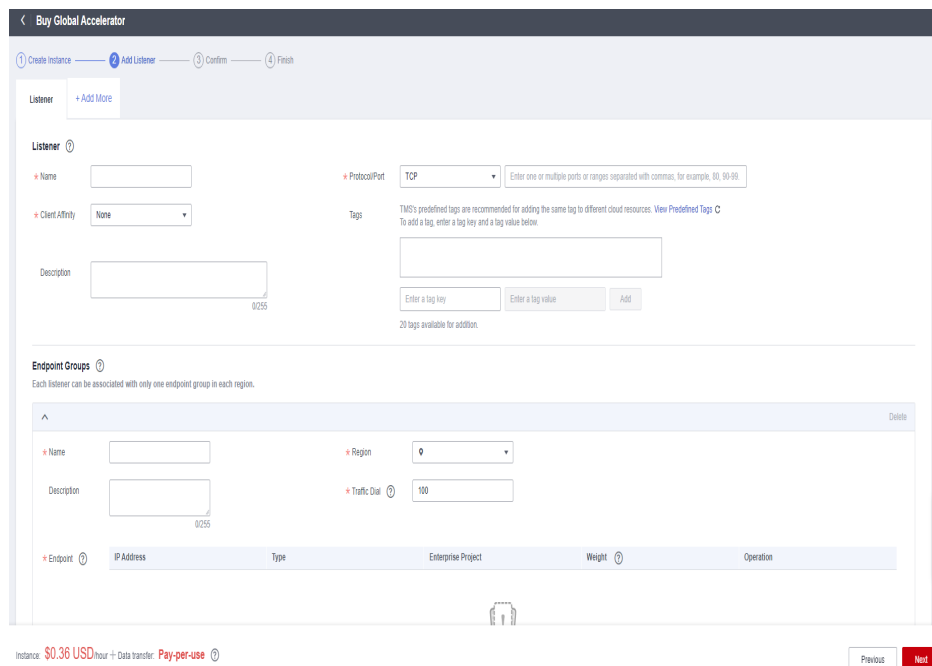 Buy Global Accelerator
1 Create Instance 2 Add Listener 3 Confirm 4 Finish
Listener + Add More
Listener ?
* Name * Protocol/Port TCP Enter one or multiple ports or ranges separated with commas, for example, 80, 90-99.
* Client Affinity None Tags TMS's predefined tags are recommended for adding the same tag to different cloud resources. View Predefined Tags
To add a tag, enter a tag key and a tag value below.
Description
0/255
Enter a tag key Enter a tag value Add
20 tags available for addition.
Endpoint Groups ?
Each listener can be associated with only one endpoint group in each region.
Delete
* Name * Region
Description * Traffic Dial ? 100
0/255
* Endpoint ? IP Address Type Enterprise Project Weight ? Operation
Instance: $0.36 USD/hour + Data transfer: Pay-per-use ?
Previous Next